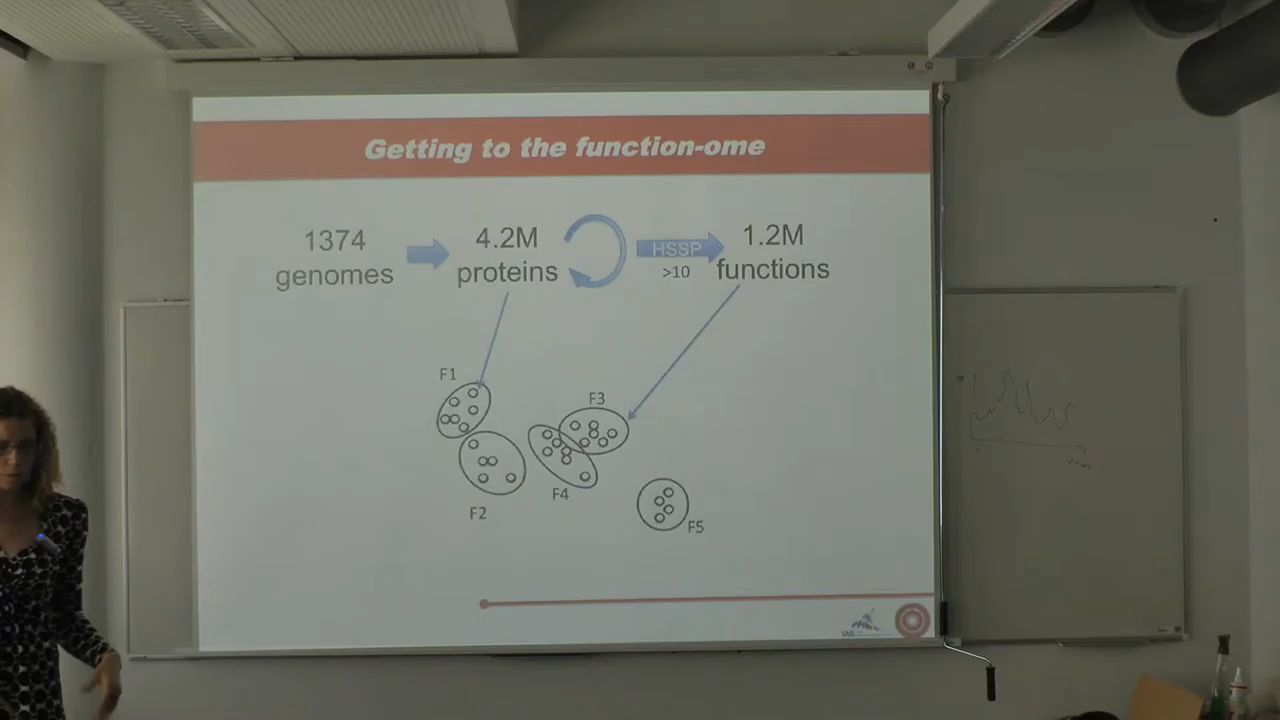 Getting to the function-ome
1374
genomes
4.2M
proteins
HSSP
>10
1.2M
functions
F1
F2
F3
F4
F5
IAS